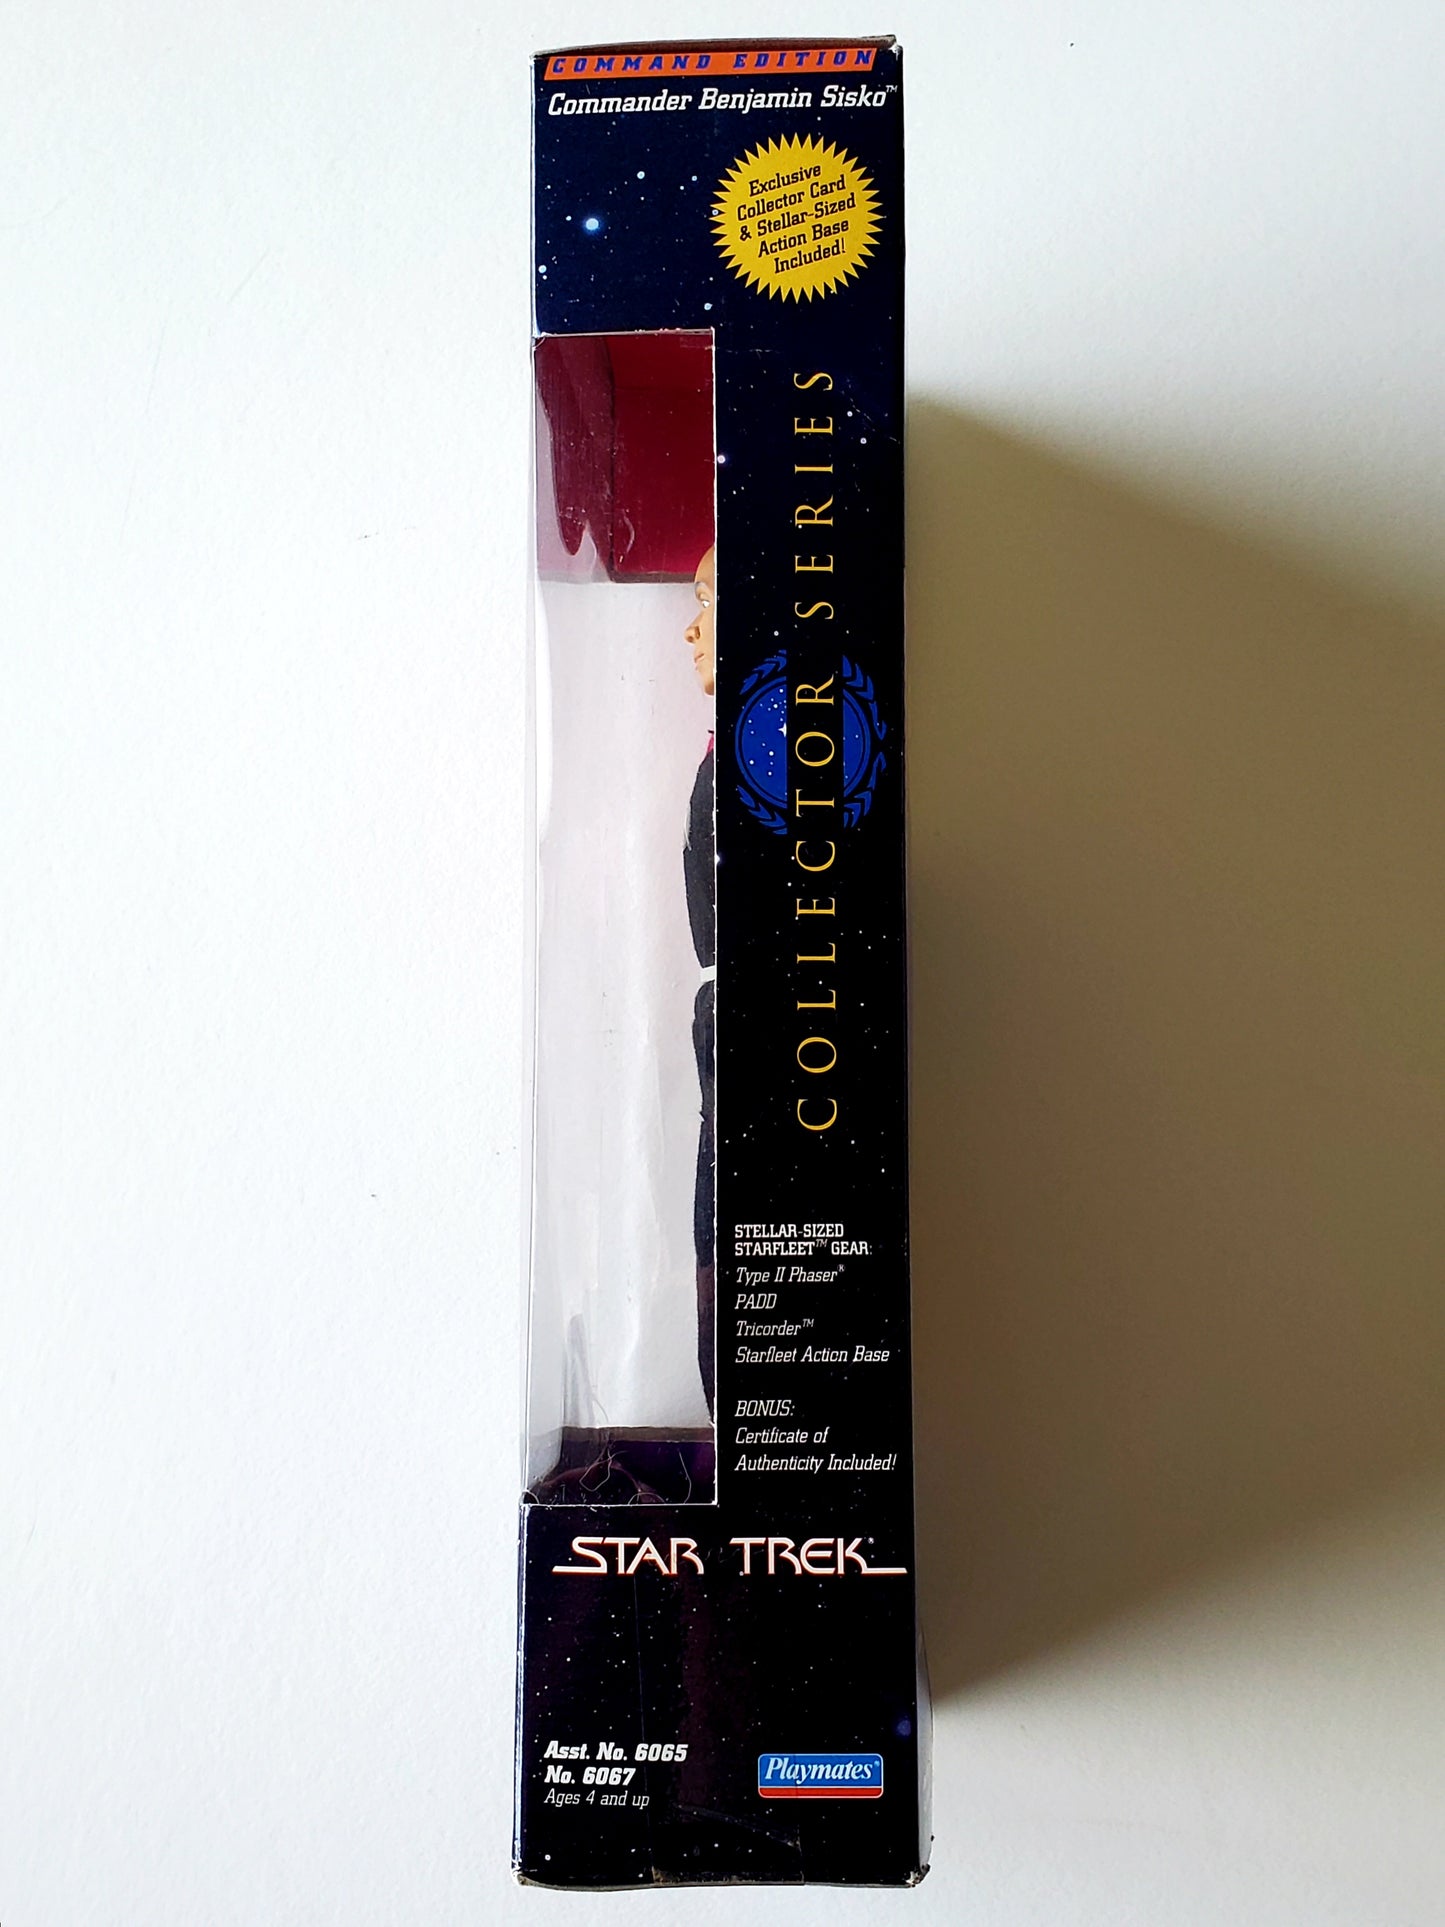 COMMAND EDITION
Commander Benjamin Sisko™
Exclusive
Collector Card
& Stellar-Sized
Action Base
Included!
COLLECTOR SERIES
STELLAR-SIZED
STARFLEET™ GEAR:
Type II Phaser®
PADD
Tricorder™
Starfleet Action Base
BONUS:
Certificate of
Authenticity Included!
STAR TREK®
Asst. No. 6065
No. 6067
Ages 4 and up
Playmates®